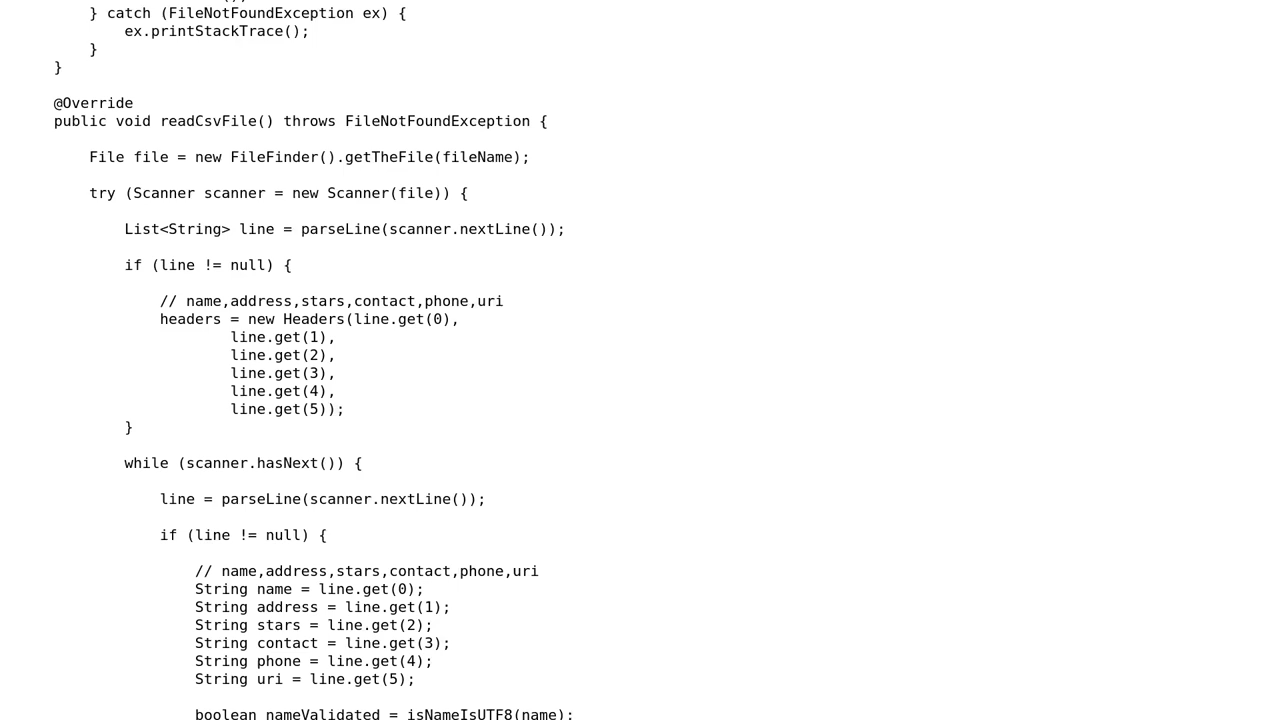 } catch (FileNotFoundException ex) {
ex.printStackTrace();
}
}
@Override
public void readCsvFile() throws FileNotFoundException {
File file = new FileFinder().getTheFile(fileName);
try (Scanner scanner = new Scanner(file)) {
List<String> line = parseLine(scanner.nextLine());
if (line != null) {
// name,address,stars,contact,phone,uri
headers = new Headers(line.get(0),
line.get(1),
line.get(2),
line.get(3),
line.get(4),
line.get(5));
}
while (scanner.hasNext()) {
line = parseLine(scanner.nextLine());
if (line != null) {
// name,address,stars,contact,phone,uri
String name = line.get(0);
String address = line.get(1);
String stars = line.get(2);
String contact = line.get(3);
String phone = line.get(4);
String uri = line.get(5);
boolean nameValidated = isNameIsUTF8(name);